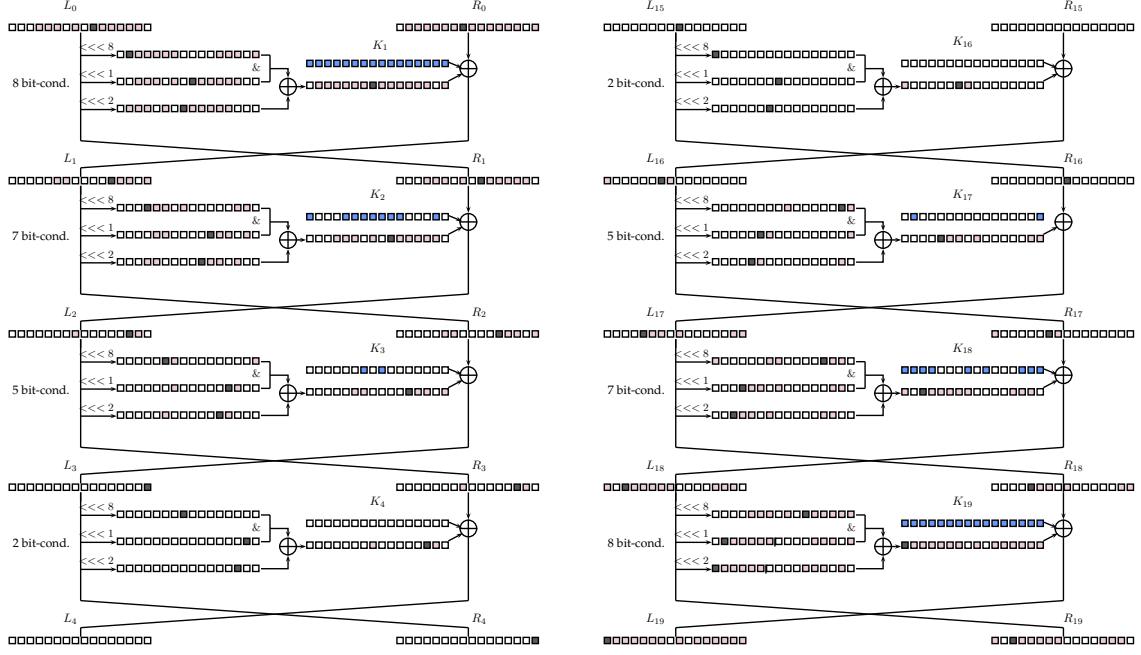 L0 R0
<<< 8
K1
&
<<< 1
8 bit-cond.
<<< 2
L1 R1
<<< 8
K2
&
<<< 1
7 bit-cond.
<<< 2
L2 R2
<<< 8
K3
&
<<< 1
5 bit-cond.
<<< 2
L3 R3
<<< 8
K4
&
<<< 1
2 bit-cond.
<<< 2
L4 R4
L15 R15
<<< 8
K16
&
<<< 1
2 bit-cond.
<<< 2
L16 R16
<<< 8
K17
&
<<< 1
5 bit-cond.
<<< 2
L17 R17
<<< 8
K18
&
<<< 1
7 bit-cond.
<<< 2
L18 R18
<<< 8
K19
&
<<< 1
8 bit-cond.
<<< 2
L19 R19